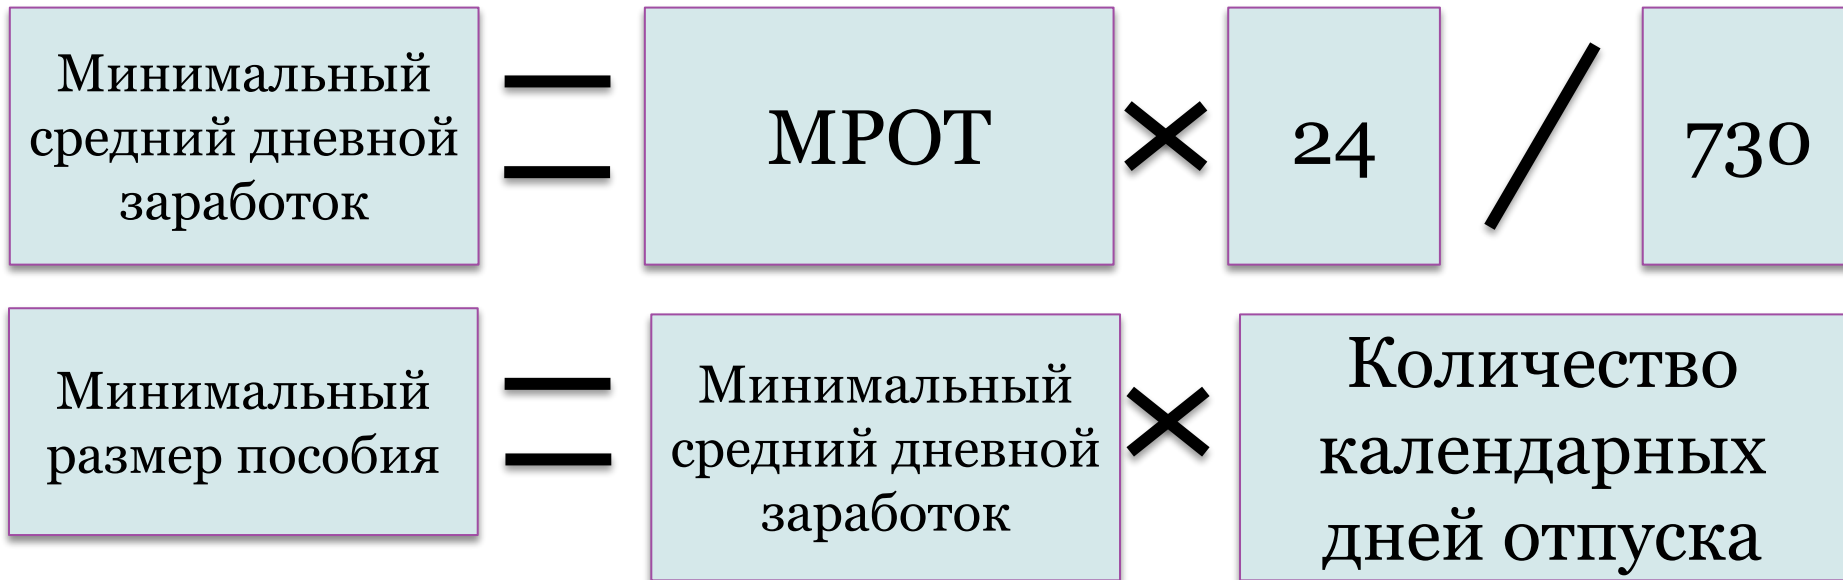 Минимальный
средний дневной
заработок
МРОТ
24
730
Минимальный
размер пособия
Минимальный
средний дневной
заработок
Количество
календарных
дней отпуска